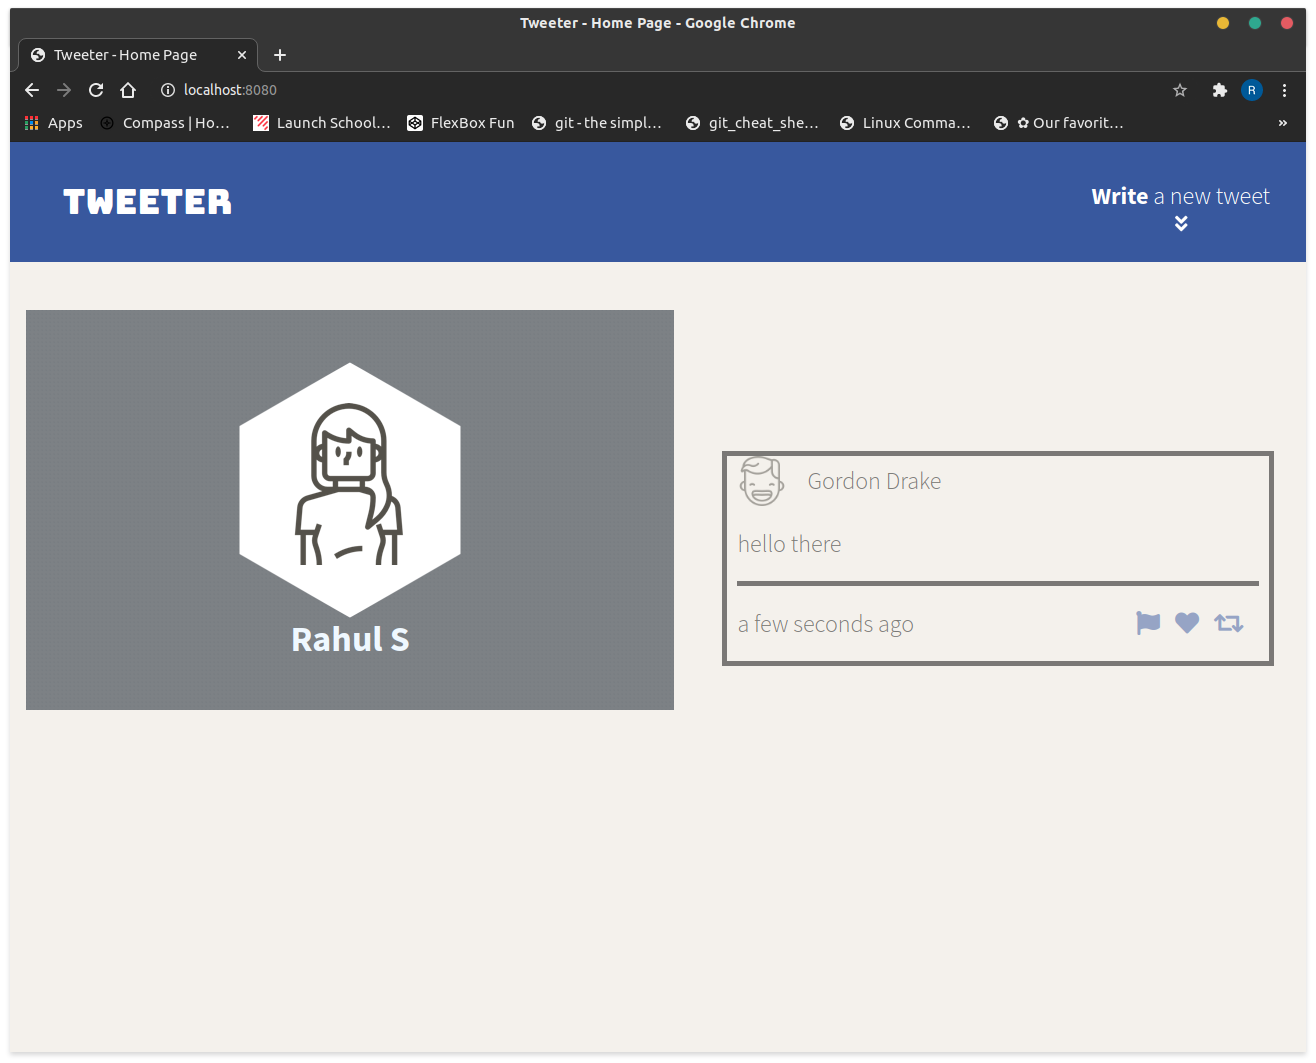 Tweeter - Home Page - Google Chrome
Tweeter - Home Page
localhost:8080
R
Apps Compass | Ho... Launch School... FlexBox Fun git - the simpl... git_cheat_she... Linux Comma... ✿ Our favorit... »
TWEETER
Write a new tweet
Rahul S
Gordon Drake
hello there
a few seconds ago